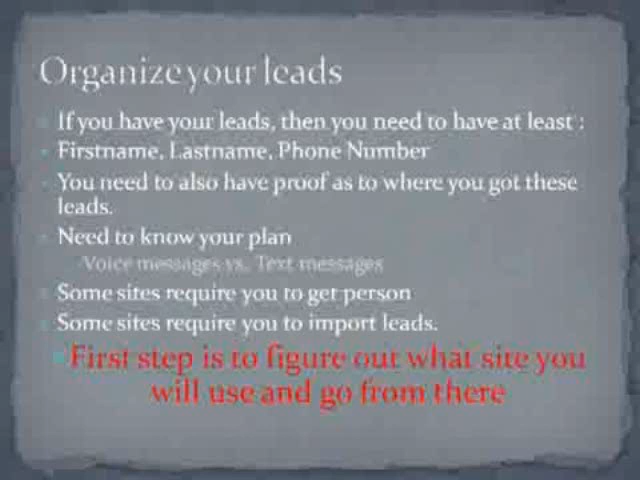 Organize your leads
If you have your leads, then you need to have at least :
Firstname, Lastname, Phone Number
You need to also have proof as to where you got these
leads.
Need to know your plan
Voice messages vs. Text messages
Some sites require you to get person
Some sites require you to import leads.
First step is to figure out what site you
will use and go from there